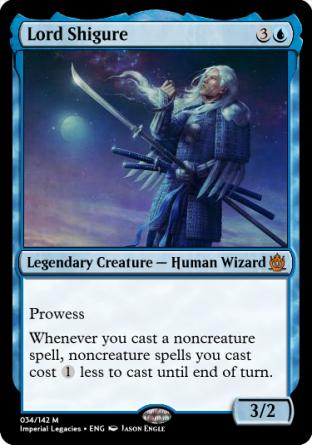 Lord Shigure 3
Legendary Creature — Human Wizard
Prowess
Whenever you cast a noncreature
spell, noncreature spells you cast
cost 1 less to cast until end of turn.
034/142 M
Imperial Legacies • ENG Jason Engle
3/2